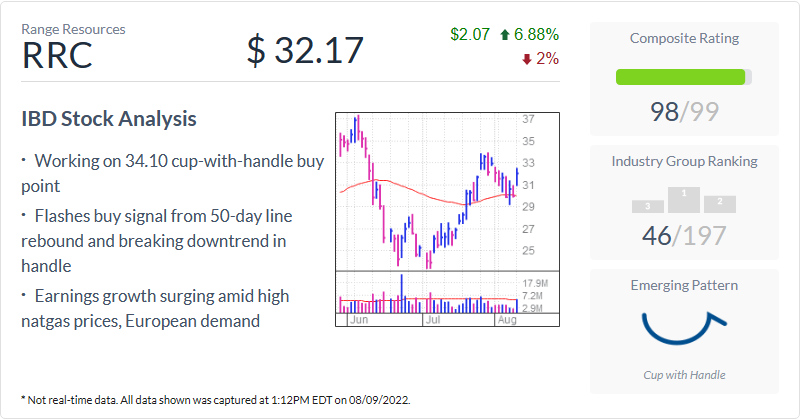 Range Resources
RRC
$ 32.17
$2.07 6.88%
2%
IBD Stock Analysis
· Working on 34.10 cup-with-handle buy
point
· Flashes buy signal from 50-day line
rebound and breaking downtrend in
handle
· Earnings growth surging amid high
natgas prices, European demand
37
35
33
31
29
27
25
17.9M
7.2M
2.9M
Jun Jul Aug
Composite Rating
98/99
Industry Group Ranking
3 1 2
46/197
Emerging Pattern
Cup with Handle
* Not real-time data. All data shown was captured at 1:12PM EDT on 08/09/2022.